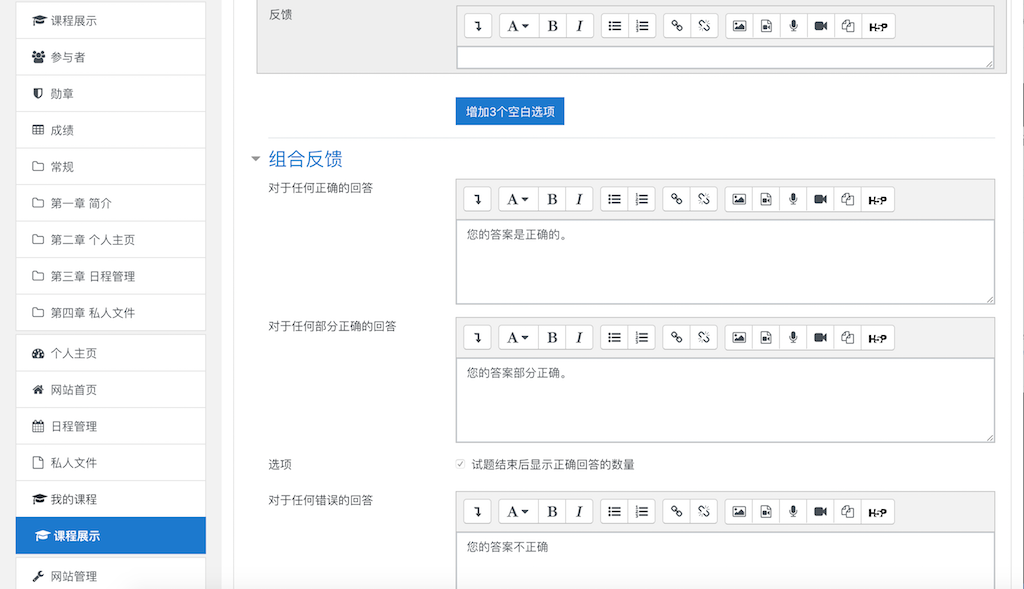 课程展示
参与者
勋章
成绩
常规
第一章 简介
第二章 个人主页
第三章 日程管理
第四章 私人文件
个人主页
网站首页
日程管理
私人文件
我的课程
课程展示
网站管理
反馈
A B I H-P
增加3个空白选项
组合反馈
对于任何正确的回答
A B I H-P
您的答案是正确的。
对于任何部分正确的回答
A B I H-P
您的答案部分正确。
选项
试题结束后显示正确回答的数量
对于任何错误的回答
A B I H-P
您的答案不正确